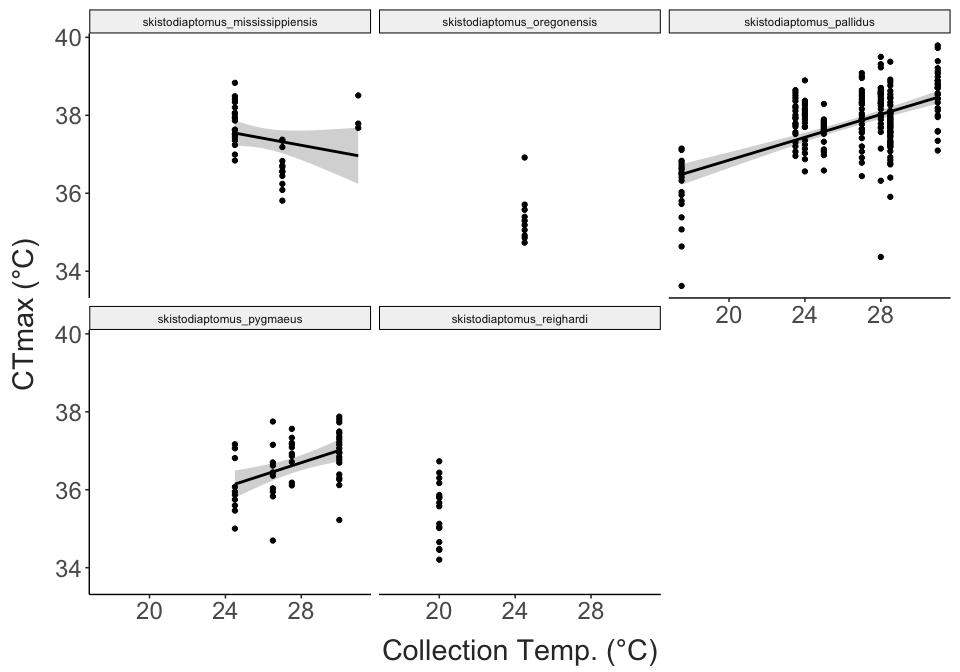 skistodiaptomus_mississippiensis
skistodiaptomus_oregonensis
skistodiaptomus_pallidus
40
38
36
34
20 24 28
skistodiaptomus_pygmaeus
skistodiaptomus_reighardi
40
38
36
34
20 24 28
20 24 28
CTmax (°C)
Collection Temp. (°C)